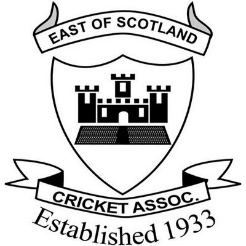 EAST OF SCOTLAND
CRICKET ASSOC.
Established 1933